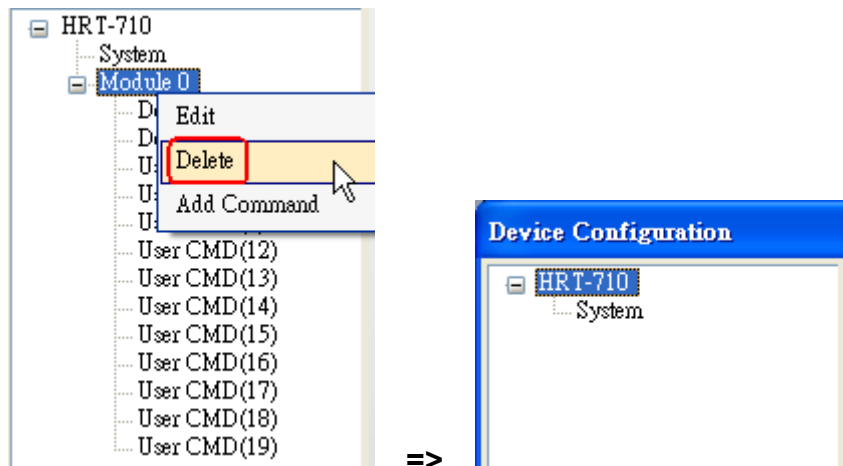 HRT-710
System
Module 0
Edit
Delete
Add Command
User CMD(12)
User CMD(13)
User CMD(14)
User CMD(15)
User CMD(16)
User CMD(17)
User CMD(18)
User CMD(19)
=>
Device Configuration
HRT-710
System